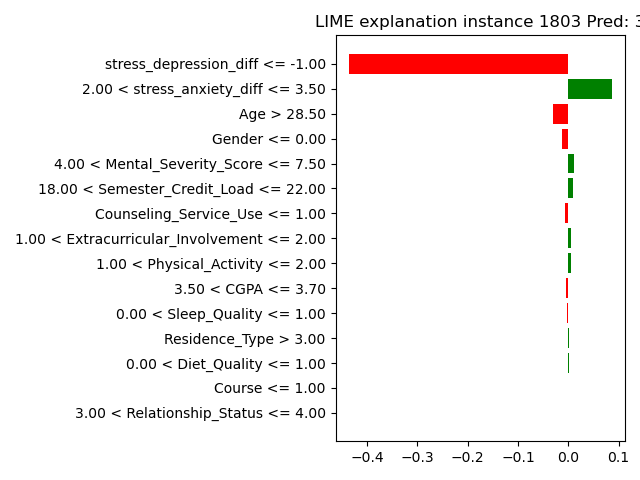 LIME explanation instance 1803 Pred: 3
stress_depression_diff <= -1.00
2.00 < stress_anxiety_diff <= 3.50
Age > 28.50
Gender <= 0.00
4.00 < Mental_Severity_Score <= 7.50
18.00 < Semester_Credit_Load <= 22.00
Counseling_Service_Use <= 1.00
1.00 < Extracurricular_Involvement <= 2.00
1.00 < Physical_Activity <= 2.00
3.50 < CGPA <= 3.70
0.00 < Sleep_Quality <= 1.00
Residence_Type > 3.00
0.00 < Diet_Quality <= 1.00
Course <= 1.00
3.00 < Relationship_Status <= 4.00
−0.4 −0.3 −0.2 −0.1 0.0 0.1